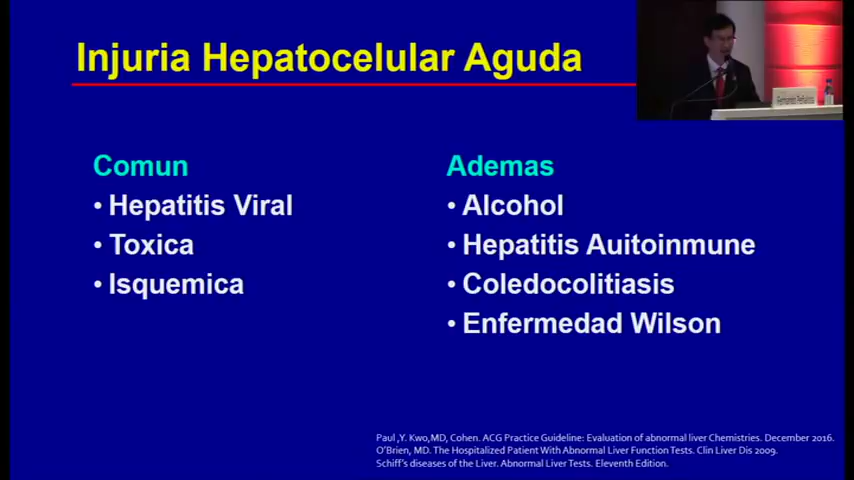 Injuria Hepatocelular Aguda
Comun
• Hepatitis Viral
• Toxica
• Isquemica
Ademas
• Alcohol
• Hepatitis Auitoinmune
• Coledocolitiasis
• Enfermedad Wilson
Paul ,Y. Kwo,MD, Cohen. ACG Practice Guideline: Evaluation of abnormal liver Chemistries. December 2016.
O'Brien, MD. The Hospitalized Patient With Abnormal Liver Function Tests. Clin Liver Dis 2009.
Schiff's diseases of the Liver. Abnormal Liver Tests. Eleventh Edition.